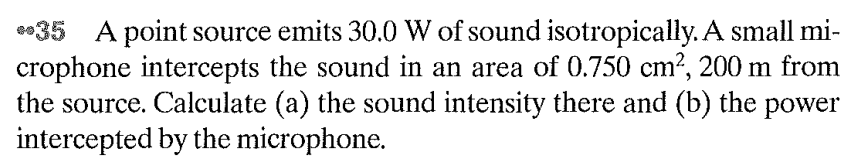 ••35 A point source emits 30.0 W of sound isotropically. A small mi-
crophone intercepts the sound in an area of 0.750 cm², 200 m from
the source. Calculate (a) the sound intensity there and (b) the power
intercepted by the microphone.